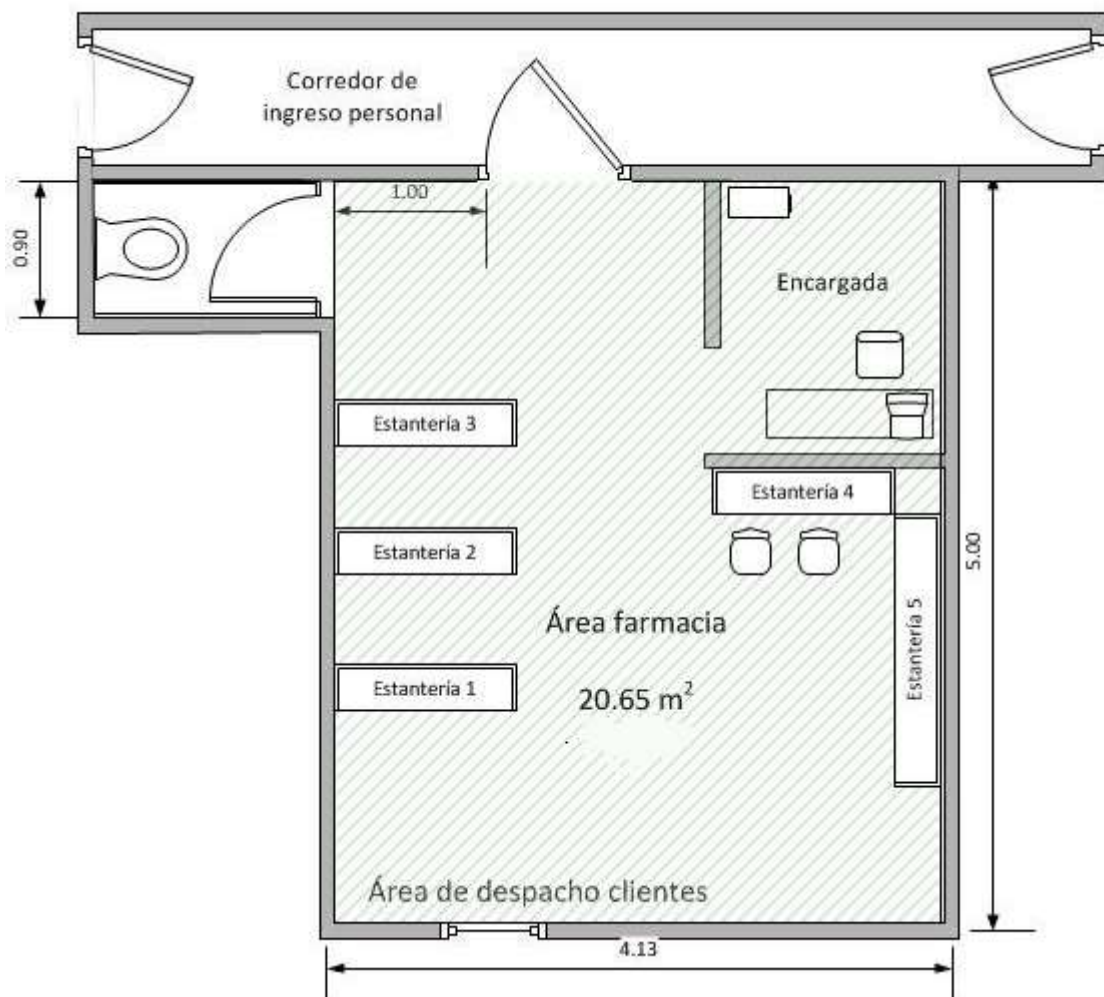 Corredor de
ingreso personal
1.00
0.90
Encargada
Estantería 3
Estantería 4
Estantería 2
5.00
Área farmacia
Estantería 5
Estantería 1
20.65 m²
Área de despacho clientes
4.13